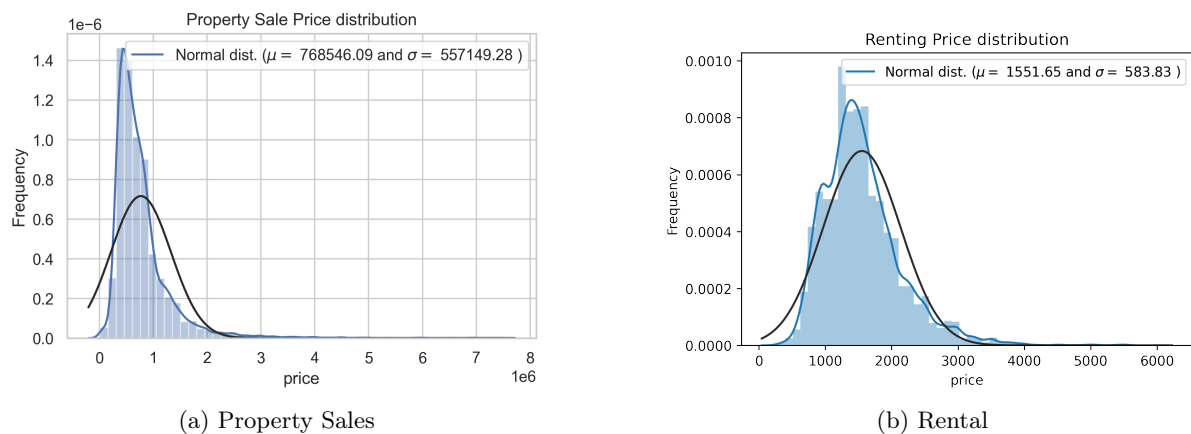 Property Sale Price distribution
1e−6
Normal dist. (μ = 768546.09 and σ = 557149.28 )
1.4
1.2
1.0
0.8
0.6
0.4
0.2
0.0
Frequency
0 1 2 3 4 5 6 7 8
1e6
price
(a) Property Sales
Renting Price distribution
Normal dist. (μ = 1551.65 and σ = 583.83 )
0.0010
0.0008
0.0006
0.0004
0.0002
0.0000
Frequency
0 1000 2000 3000 4000 5000 6000
price
(b) Rental